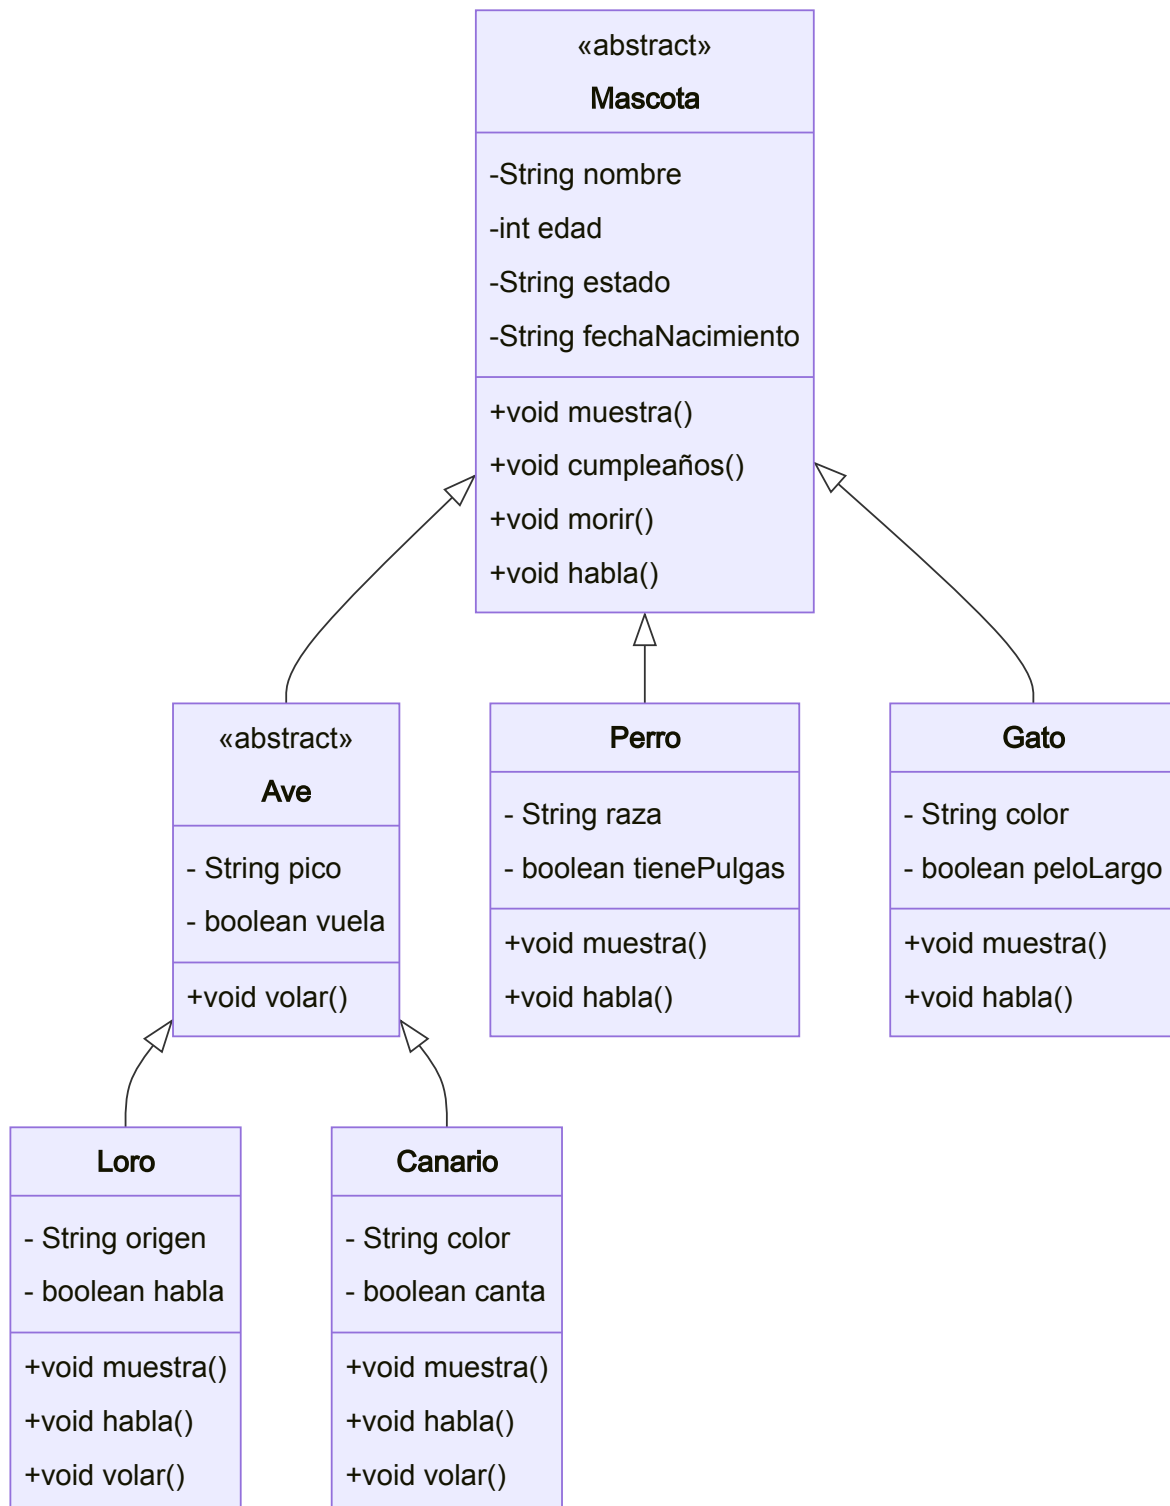 «abstract»
Mascota
-String nombre
-int edad
-String estado
-String fechaNacimiento
+void muestra()
+void cumpleaños()
+void morir()
+void habla()
«abstract»
Ave
- String pico
- boolean vuela
+void volar()
Perro
- String raza
- boolean tienePulgas
+void muestra()
+void habla()
Gato
- String color
- boolean peloLargo
+void muestra()
+void habla()
Loro
- String origen
- boolean habla
+void muestra()
+void habla()
+void volar()
Canario
- String color
- boolean canta
+void muestra()
+void habla()
+void volar()